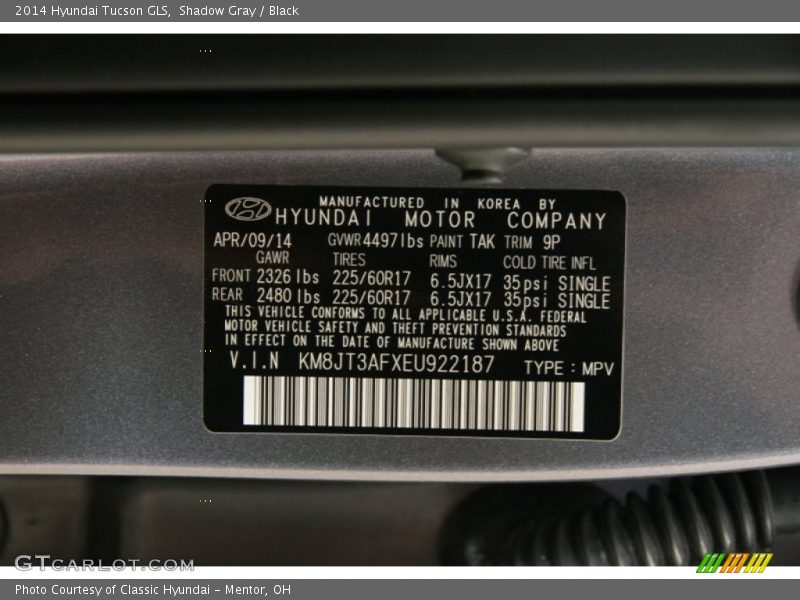 2014 Hyundai Tucson GLS,  Shadow Gray / Black
MANUFACTURED IN KOREA BY
HYUNDAI MOTOR COMPANY
APR/09/14 GVWR 4497lbs PAINT TAK TRIM 9P
GAWR TIRES RIMS COLD TIRE INFL
FRONT 2326 lbs 225/60R17 6.5JX17 35psi SINGLE
REAR 2480 lbs 225/60R17 6.5JX17 35psi SINGLE
THIS VEHICLE CONFORMS TO ALL APPLICABLE U.S.A. FEDERAL
MOTOR VEHICLE SAFETY AND THEFT PREVENTION STANDARDS
IN EFFECT ON THE DATE OF MANUFACTURE SHOWN ABOVE
V.I.N KM8JT3AFXEU922187 TYPE : MPV
GTCARLOT.COM
Photo Courtesy of Classic Hyundai - Mentor, OH